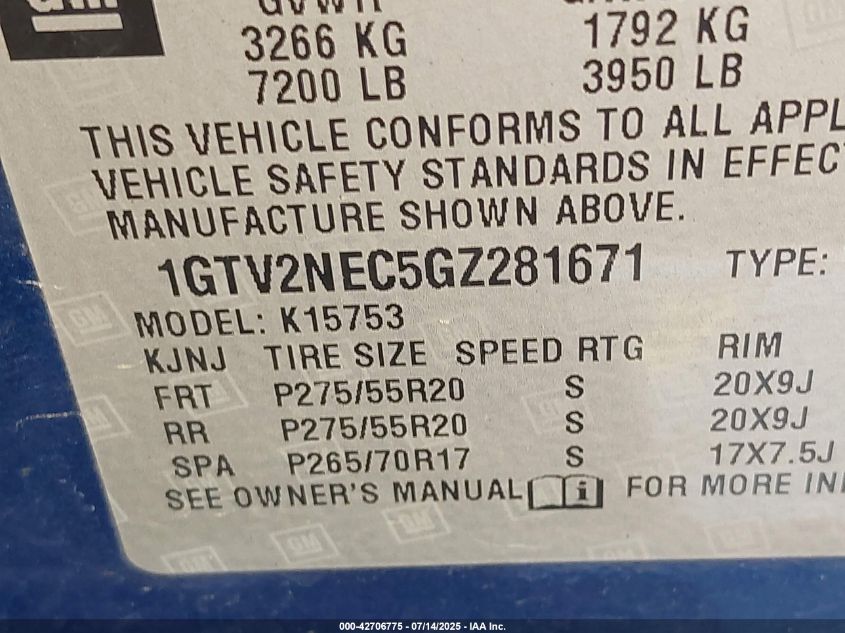 GM
GVWR
3266 KG 1792 KG
7200 LB 3950 LB
THIS VEHICLE CONFORMS TO ALL APPL
VEHICLE SAFETY STANDARDS IN EFFEC
MANUFACTURE SHOWN ABOVE.
1GTV2NEC5GZ281671 TYPE:
MODEL: K15753
KJNJ TIRE SIZE SPEED RTG RIM
FRT P275/55R20 S 20X9J
RR P275/55R20 S 20X9J
SPA P265/70R17 S 17X7.5J
SEE OWNER'S MANUAL i FOR MORE IN
000-42706775 - 07/14/2025 - IAA Inc.